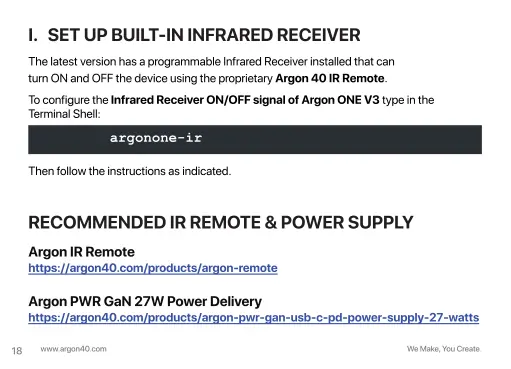 I. SET UP BUILT-IN INFRARED RECEIVER
The latest version has a programmable Infrared Receiver installed that can
turn ON and OFF the device using the proprietary Argon 40 IR Remote.
To configure the Infrared Receiver ON/OFF signal of Argon ONE V3 type in the
Terminal Shell:
argonone-ir
Then follow the instructions as indicated.
RECOMMENDED IR REMOTE & POWER SUPPLY
Argon IR Remote
https://argon40.com/products/argon-remote
Argon PWR GaN 27W Power Delivery
https://argon40.com/products/argon-pwr-gan-usb-c-pd-power-supply-27-watts
18 www.argon40.com We Make, You Create.